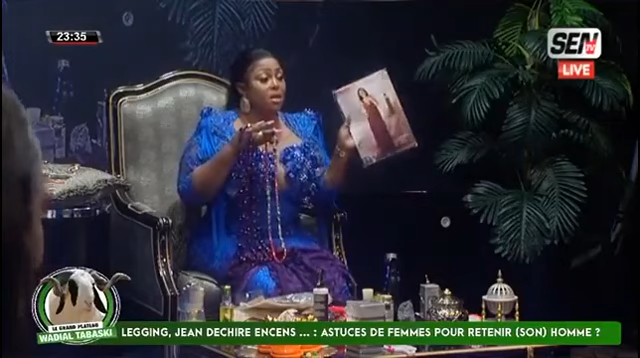 23:35
SEN TV
LIVE
LE GRAND PLATEAU
WADIAL TABASKI
LEGGING, JEAN DECHIRE ENCENS ... : ASTUCES DE FEMMES POUR RETENIR (SON) HOMME ?